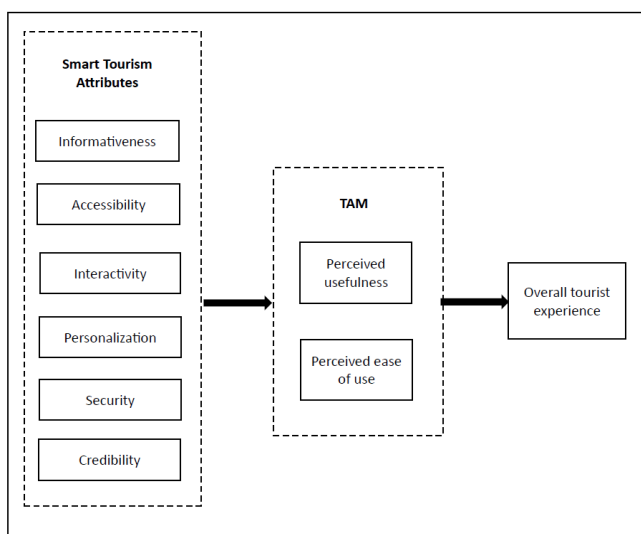 Smart Tourism
Attributes
Informativeness
Accessibility
Interactivity
Personalization
Security
Credibility
TAM
Perceived
usefulness
Perceived ease
of use
Overall tourist
experience